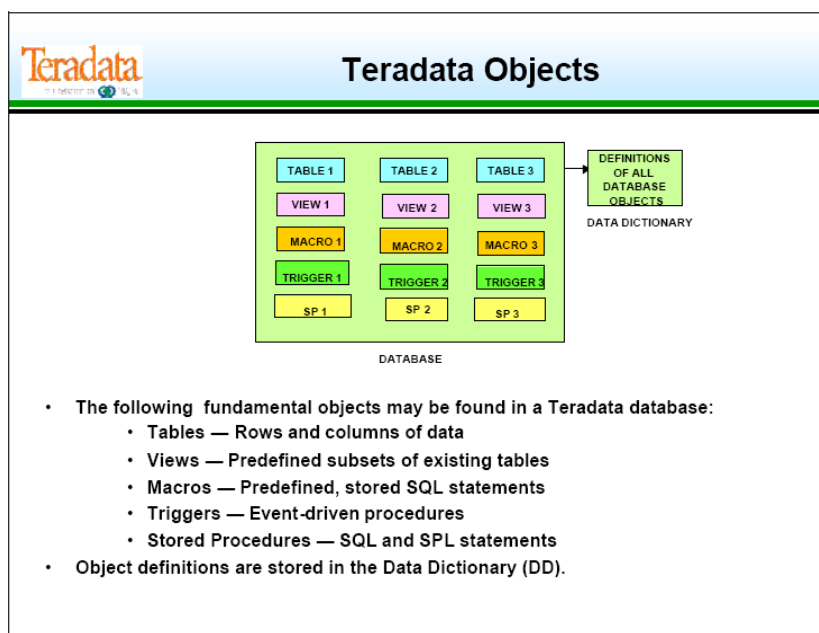 Teradata
Teradata Objects
TABLE 1
TABLE 2
TABLE 3
VIEW 1
VIEW 2
VIEW 3
MACRO 1
MACRO 2
MACRO 3
TRIGGER 1
TRIGGER 2
TRIGGER 3
SP 1
SP 2
SP 3
DEFINITIONS
OF ALL
DATABASE
OBJECTS
DATA DICTIONARY
DATABASE
• The following fundamental objects may be found in a Teradata database:
• Tables — Rows and columns of data
• Views — Predefined subsets of existing tables
• Macros — Predefined, stored SQL statements
• Triggers — Event-driven procedures
• Stored Procedures — SQL and SPL statements
• Object definitions are stored in the Data Dictionary (DD).